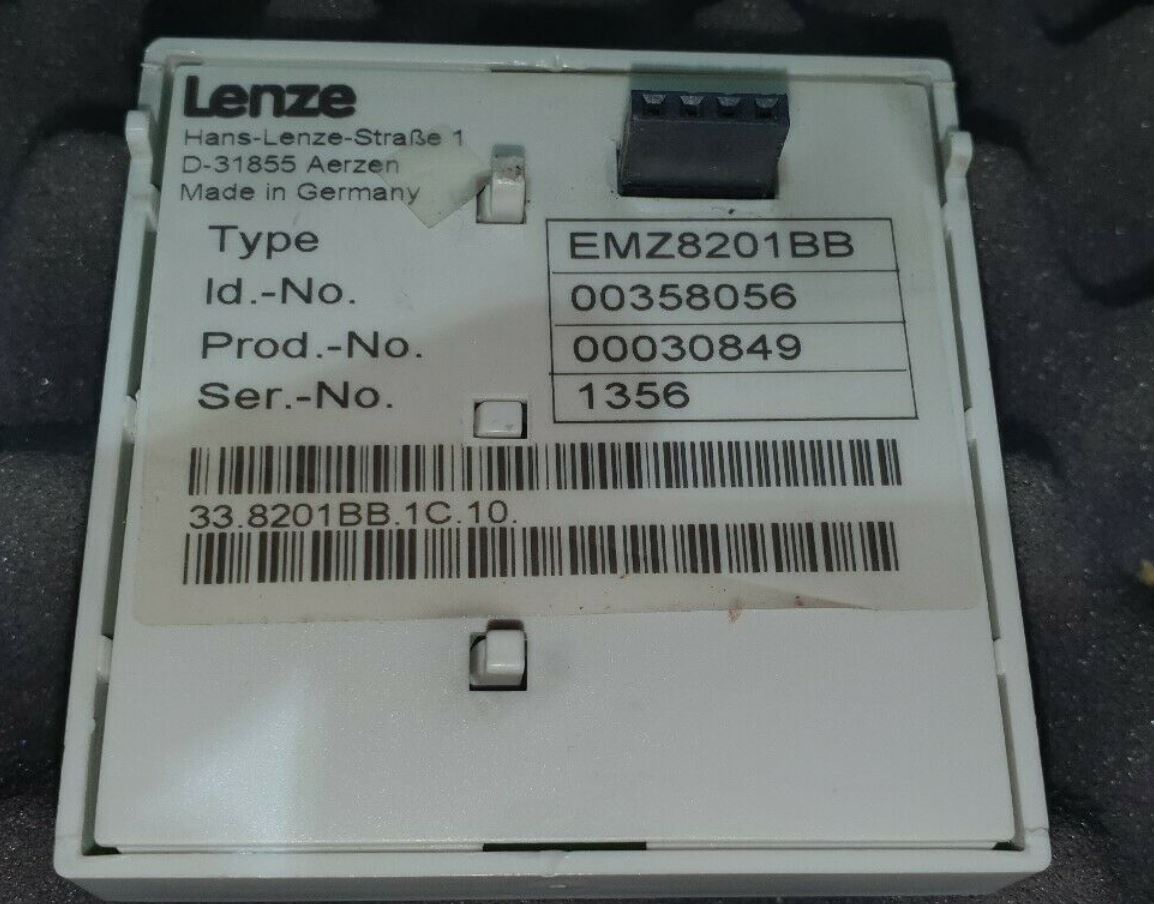 Lenze
Hans-Lenze-Straße 1
D-31855 Aerzen
Made in Germany
Type EMZ8201BB
Id.-No. 00358056
Prod.-No. 00030849
Ser.-No. 1356
33.8201BB.1C.10.